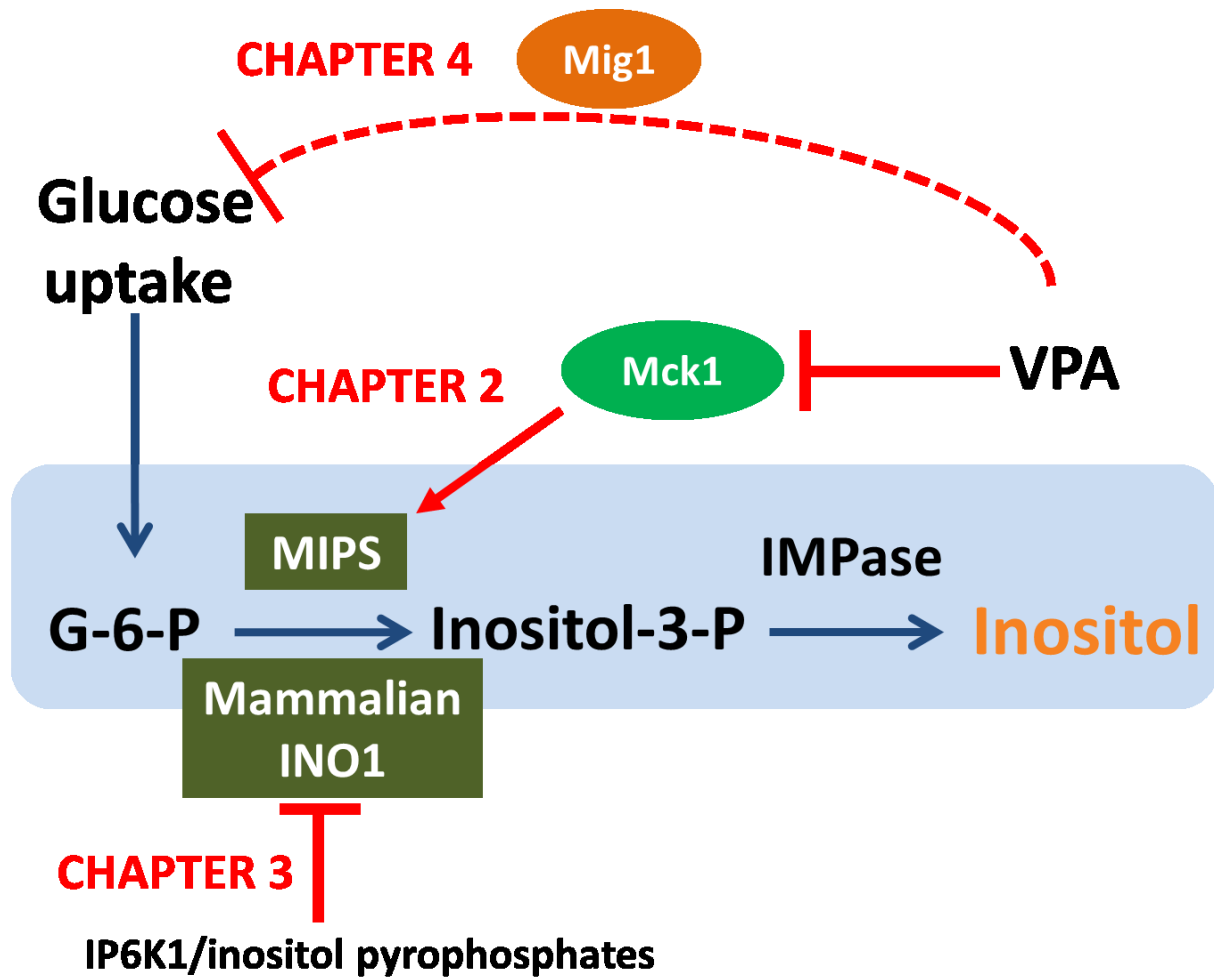 CHAPTER 4
Mig1
Glucose
uptake
CHAPTER 2
Mck1
VPA
MIPS
IMPase
G-6-P
Inositol-3-P
Inositol
Mammalian
INO1
CHAPTER 3
IP6K1/inositol pyrophosphates